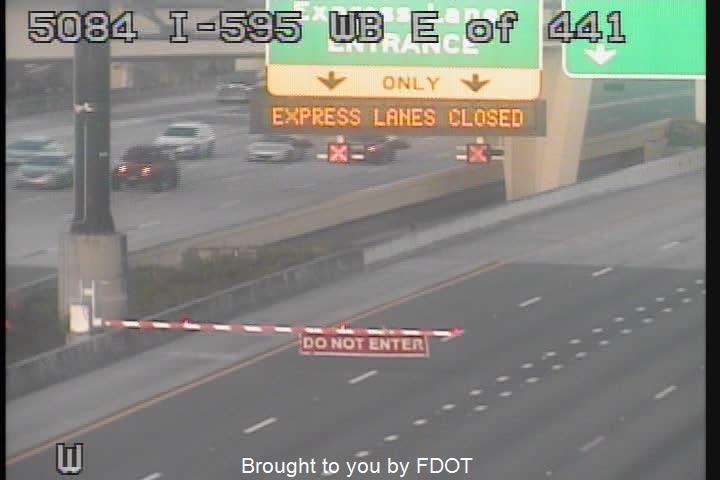 5084 I-595 WB E of 441
Express Lanes
ENTRANCE
ONLY
EXPRESS LANES CLOSED
DO NOT ENTER
W
Brought to you by FDOT